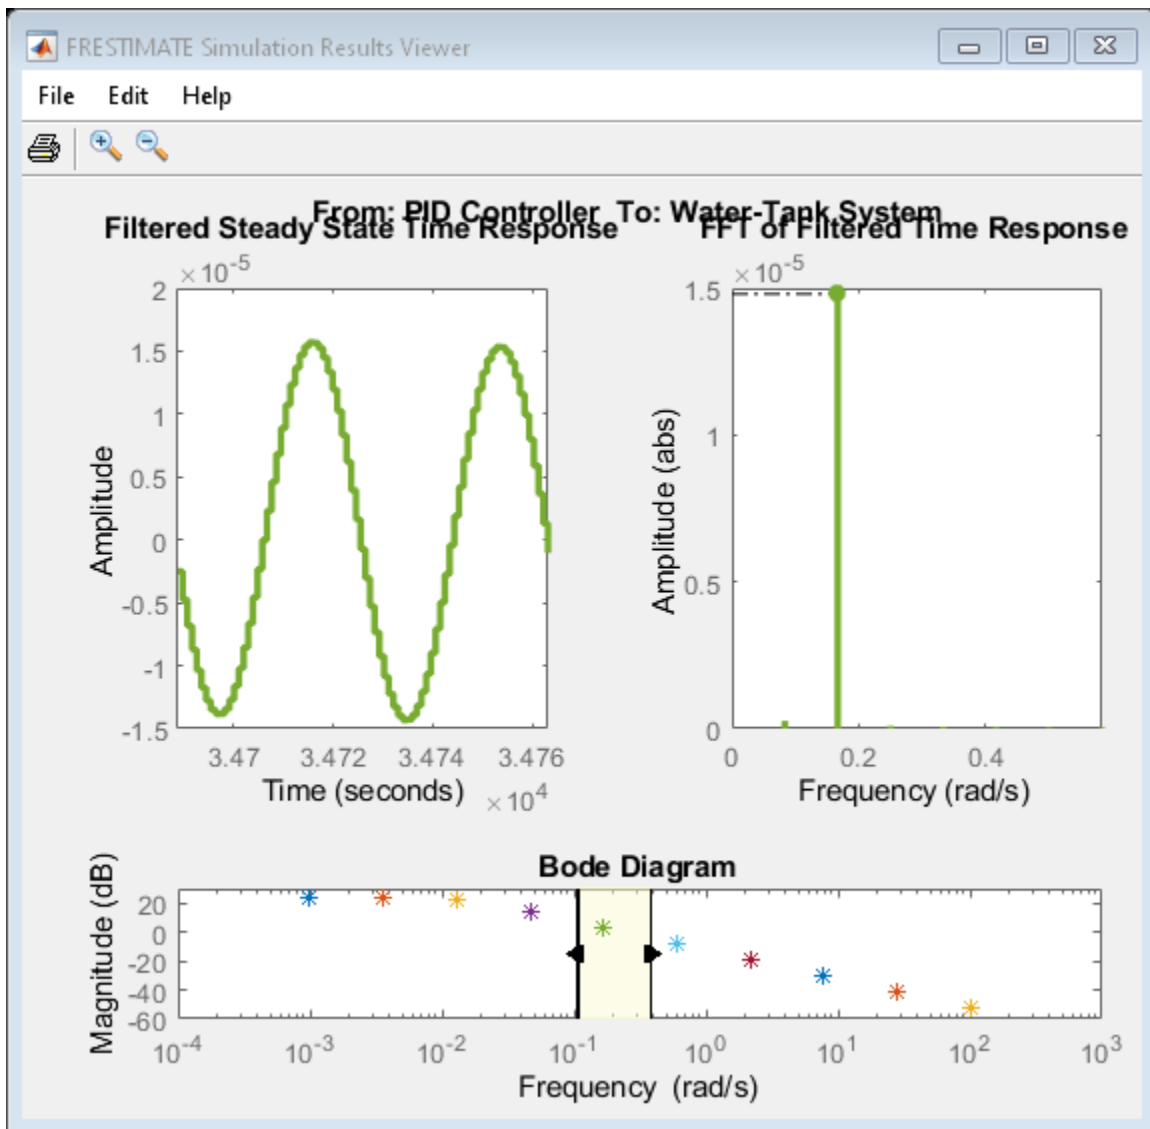 FRESTIMATE Simulation Results Viewer
File Edit Help
From: PID Controller To: Water-Tank System
Filtered Steady State Time Response
FFT of Filtered Time Response
×10^-5
2
1.5
1
0.5
0
-0.5
-1
-1.5
Amplitude
3.47 3.472 3.474 3.476
Time (seconds)
×10^4
×10^-5
1.5
1
0.5
0
Amplitude (abs)
0 0.2 0.4
Frequency (rad/s)
Bode Diagram
Magnitude (dB)
20
0
-20
-40
-60
10^-4 10^-3 10^-2 10^-1 10^0 10^1 10^2 10^3
Frequency (rad/s)